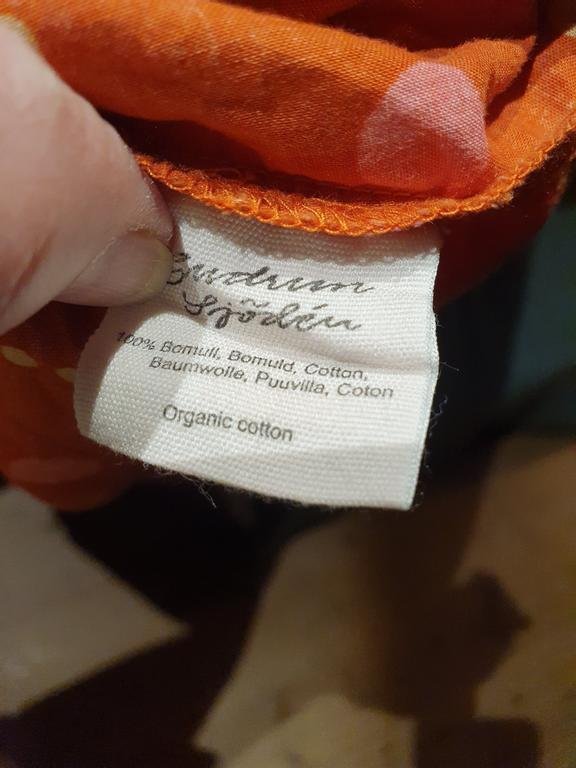 Gudrun
Sjödén
100% Bomull, Bomuld, Cotton,
Baumwolle, Puuvilla, Coton
Organic cotton